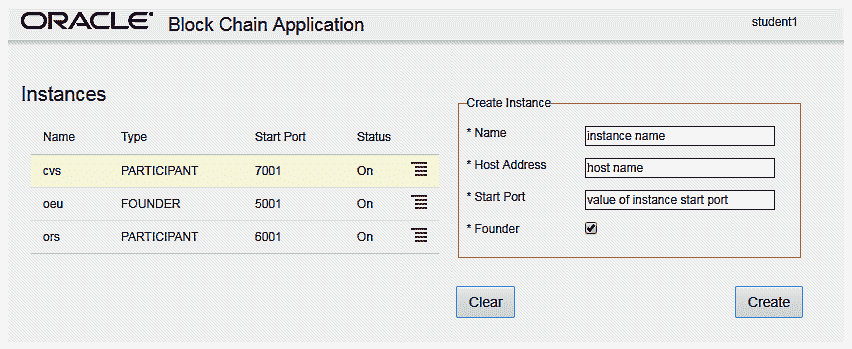 ORACLE Block Chain Application student1
Instances
Name Type Start Port Status
cvs PARTICIPANT 7001 On
oeu FOUNDER 5001 On
ors PARTICIPANT 6001 On
Create Instance
* Name instance name
* Host Address host name
* Start Port value of instance start port
* Founder
Clear Create